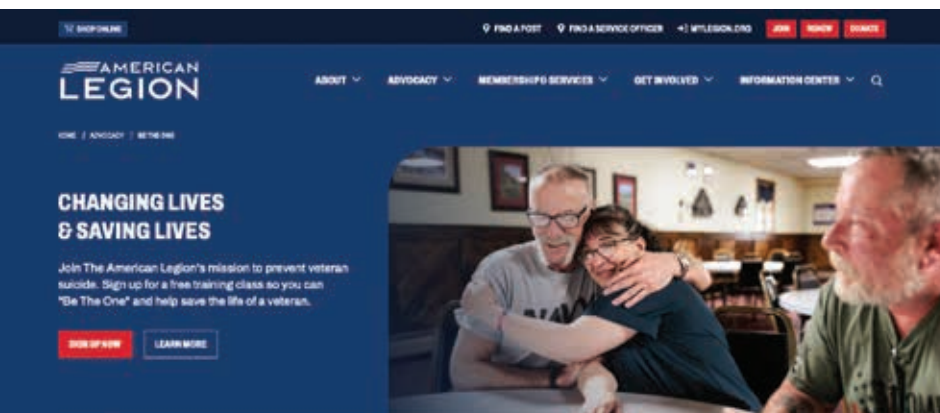 SHOP ONLINE
FIND A POST FIND A SERVICE OFFICER MYLEGION.ORG JOIN RENEW DONATE
AMERICAN
LEGION
ABOUT ADVOCACY MEMBERSHIP & SERVICES GET INVOLVED INFORMATION CENTER
HOME / ADVOCACY / BE THE ONE
CHANGING LIVES
& SAVING LIVES
Join The American Legion's mission to prevent veteran
suicide. Sign up for a free training class so you can
"Be The One" and help save the life of a veteran.
SIGN UP NOW LEARN MORE
NAVY